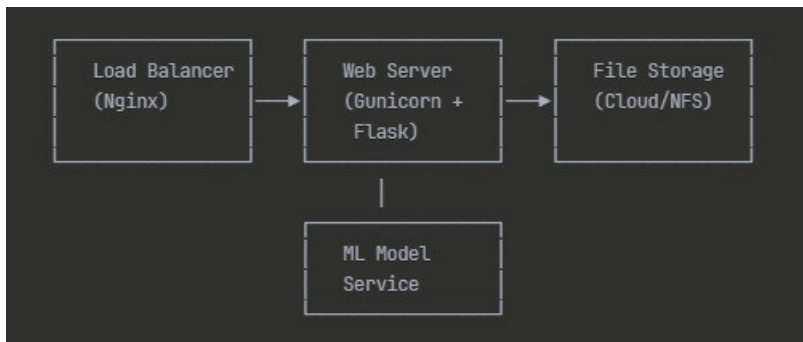 Load Balancer
(Nginx)
Web Server
(Gunicorn +
Flask)
File Storage
(Cloud/NFS)
ML Model
Service